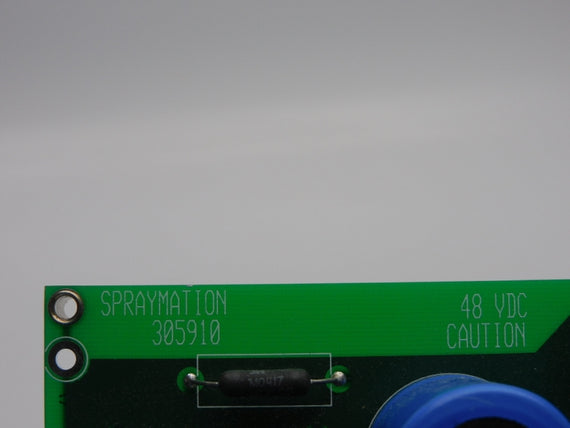 SPRAYMATION
305910
48 VDC
CAUTION